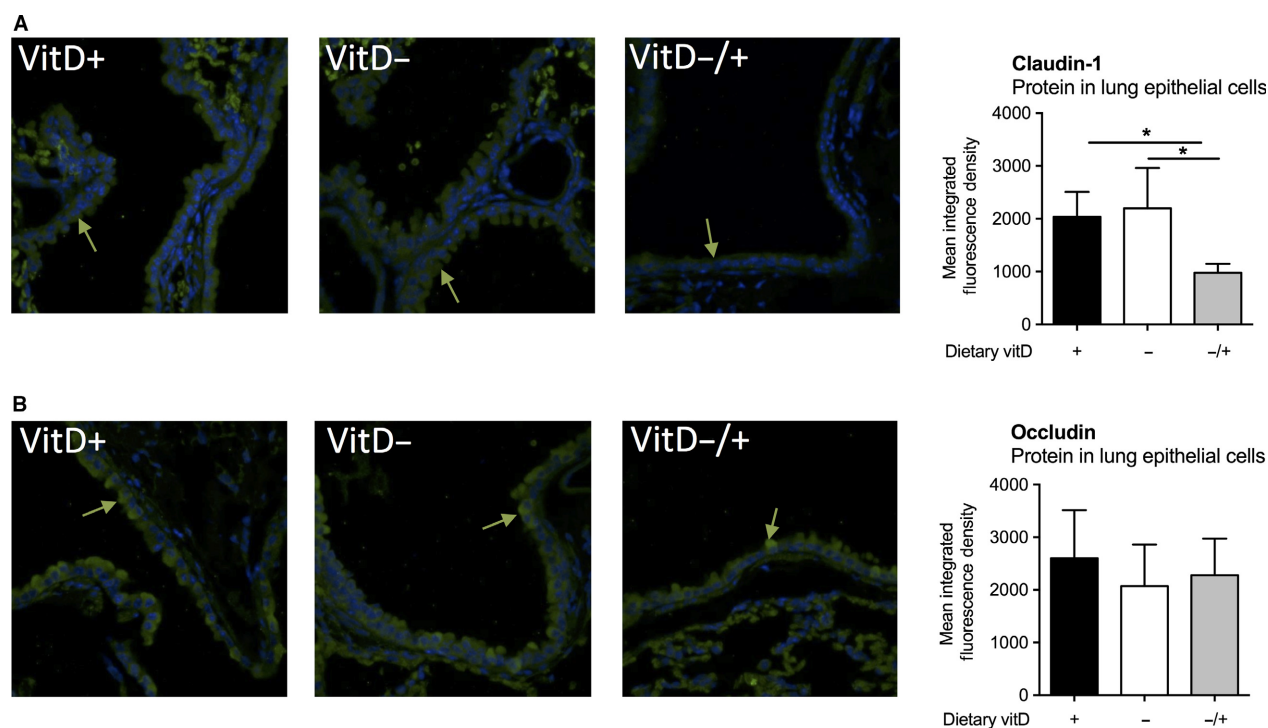 A
VitD+
VitD–
VitD–/+
Claudin-1
Protein in lung epithelial cells
Mean integrated
fluorescence density
4000
3000
2000
1000
0
*
*
Dietary vitD + – –/+
B
VitD+
VitD–
VitD–/+
Occludin
Protein in lung epithelial cells
Mean integrated
fluorescence density
4000
3000
2000
1000
0
Dietary vitD + – –/+